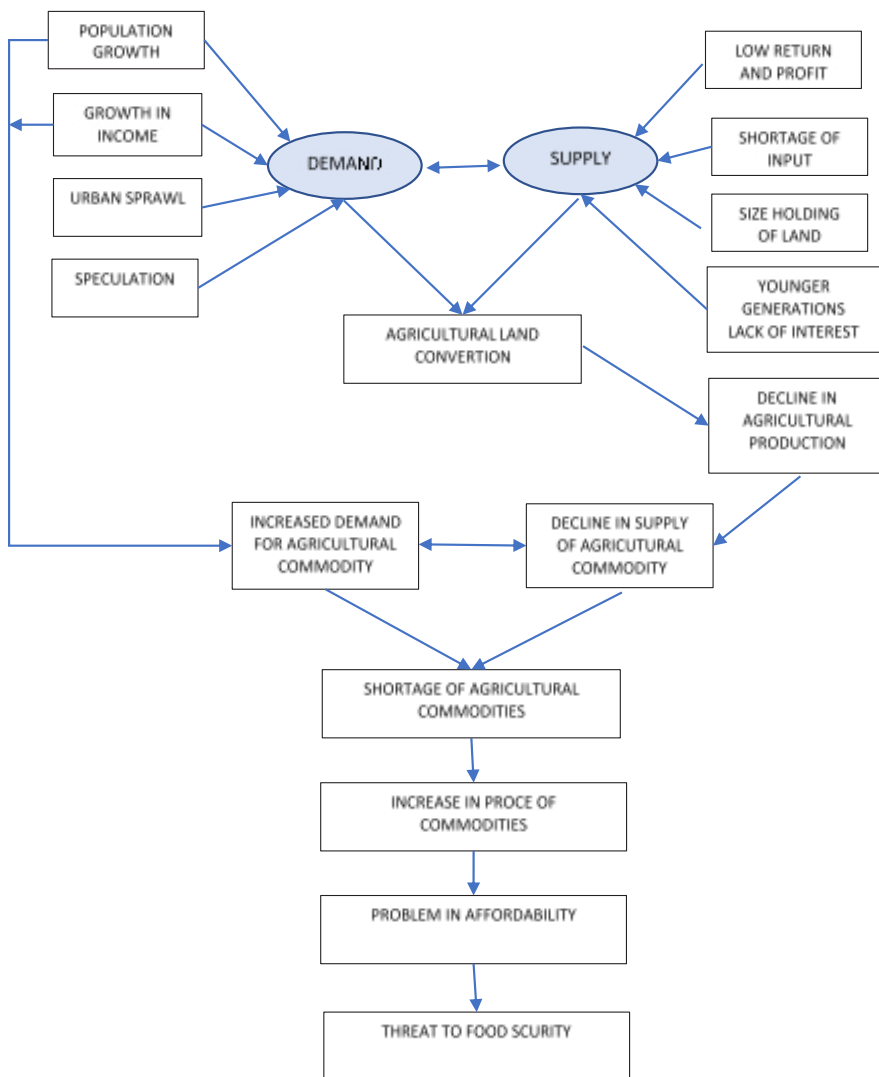 POPULATION
GROWTH
LOW RETURN
AND PROFIT
GROWTH IN
INCOME
SHORTAGE OF
INPUT
DEMAND
SUPPLY
URBAN SPRAWL
SIZE HOLDING
OF LAND
SPECULATION
YOUNGER
GENERATIONS
LACK OF INTEREST
AGRICULTURAL LAND
CONVERTION
DECLINE IN
AGRICULTURAL
PRODUCTION
INCREASED DEMAND
FOR AGRICULTURAL
COMMODITY
DECLINE IN SUPPLY
OF AGRICUTURAL
COMMODITY
SHORTAGE OF AGRICULTURAL
COMMODITIES
INCREASE IN PROCE OF
COMMODITIES
PROBLEM IN AFFORDABILITY
THREAT TO FOOD SCURITY